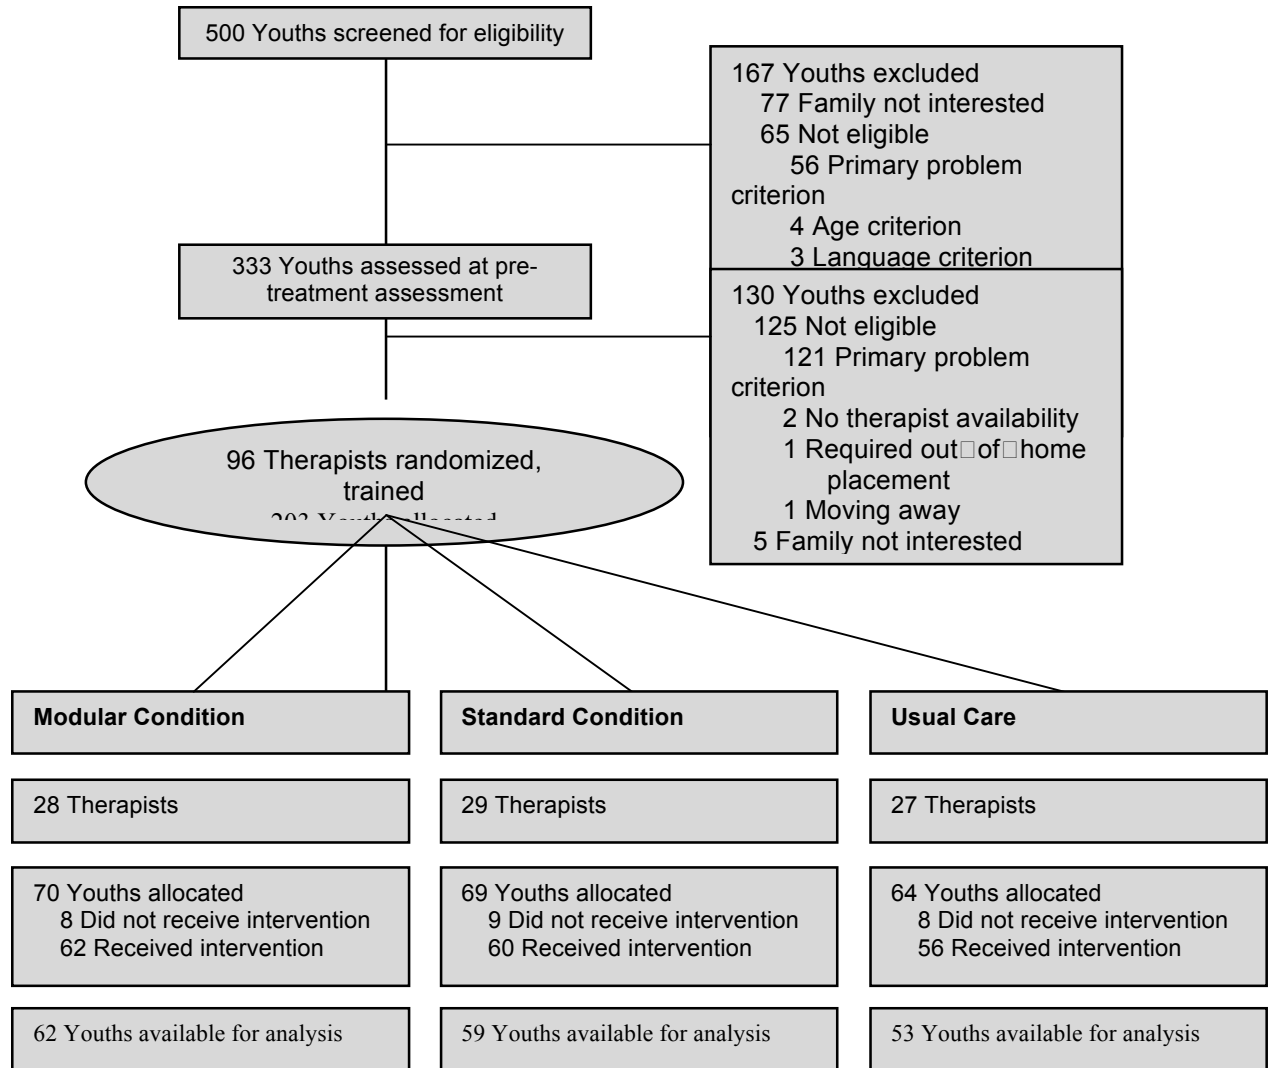 500 Youths screened for eligibility
167 Youths excluded
77 Family not interested
65 Not eligible
56 Primary problem
criterion
4 Age criterion
3 Language criterion
333 Youths assessed at pre-
treatment assessment
130 Youths excluded
125 Not eligible
121 Primary problem
criterion
2 No therapist availability
1 Required out□of□home
placement
1 Moving away
5 Family not interested
96 Therapists randomized,
trained
203 Youths allocated
Modular Condition
Standard Condition
Usual Care
28 Therapists
29 Therapists
27 Therapists
70 Youths allocated
8 Did not receive intervention
62 Received intervention
69 Youths allocated
9 Did not receive intervention
60 Received intervention
64 Youths allocated
8 Did not receive intervention
56 Received intervention
62 Youths available for analysis
59 Youths available for analysis
53 Youths available for analysis